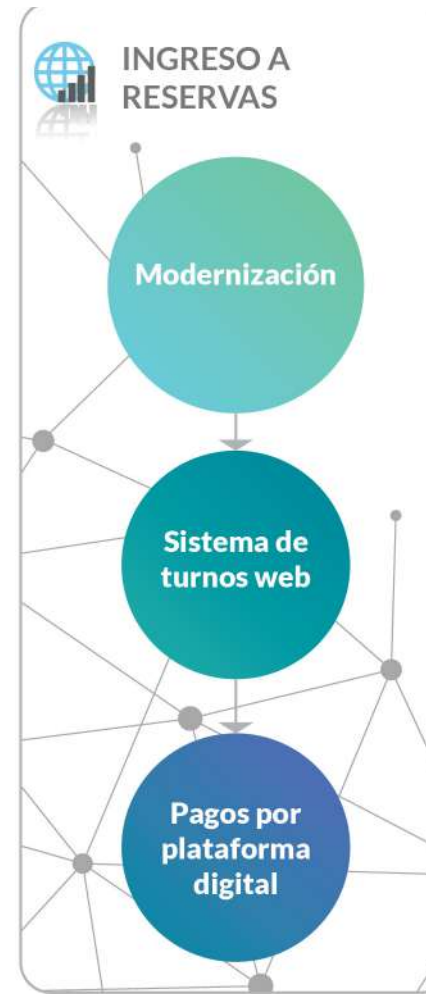 INGRESO A
RESERVAS
Modernización
Sistema de
turnos web
Pagos por
plataforma
digital